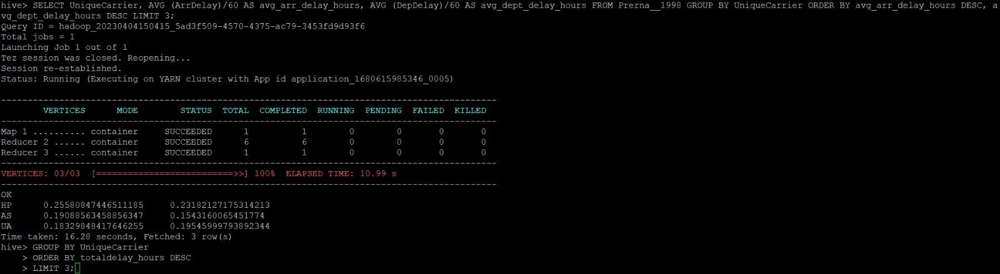 hive> SELECT UniqueCarrier, AVG (ArrDelay)/60 AS avg_arr_delay_hours, AVG (DepDelay)/60 AS avg_dept_delay_hours FROM Prerna__1998 GROUP BY UniqueCarrier ORDER BY avg_arr_delay_hours DESC, a
vg_dept_delay_hours DESC LIMIT 3;
Query ID = hadoop_20230404150415_5ad3f509-4570-4375-ac79-3453fd9d93f6
Total jobs = 1
Launching Job 1 out of 1
Tez session was closed. Reopening...
Session re-established.
Status: Running (Executing on YARN cluster with App id application_1680615985346_0005)
----------------------------------------------------------------------------------------------
        VERTICES      MODE        STATUS  TOTAL  COMPLETED  RUNNING  PENDING  FAILED  KILLED
----------------------------------------------------------------------------------------------
Map 1 .......... container     SUCCEEDED      1          1        0        0       0       0
Reducer 2 ...... container     SUCCEEDED      6          6        0        0       0       0
Reducer 3 ...... container     SUCCEEDED      1          1        0        0       0       0
----------------------------------------------------------------------------------------------
VERTICES: 03/03  [==========================>>] 100%  ELAPSED TIME: 10.99 s
----------------------------------------------------------------------------------------------
OK
HP      0.25580847446511185     0.23182127175314213
AS      0.19088563458856347     0.1543160065451774
UA      0.18329848417646255     0.19545999793892344
Time taken: 16.28 seconds, Fetched: 3 row(s)
hive> GROUP BY UniqueCarrier
    > ORDER BY totaldelay_hours DESC
    > LIMIT 3;